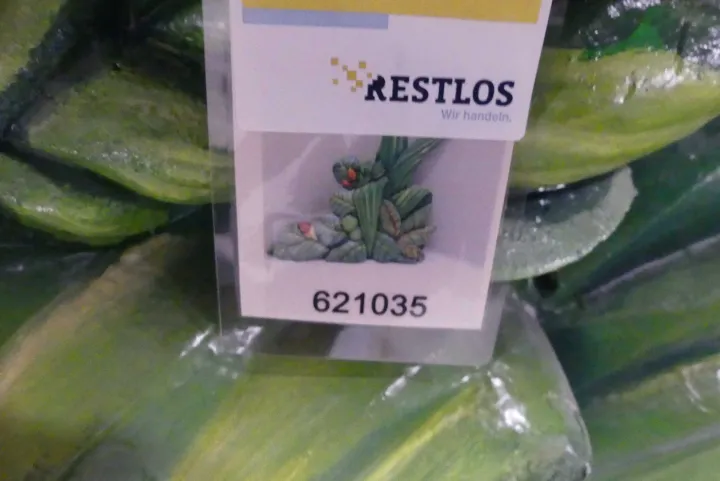 RESTLOS
Wir handeln.
621035